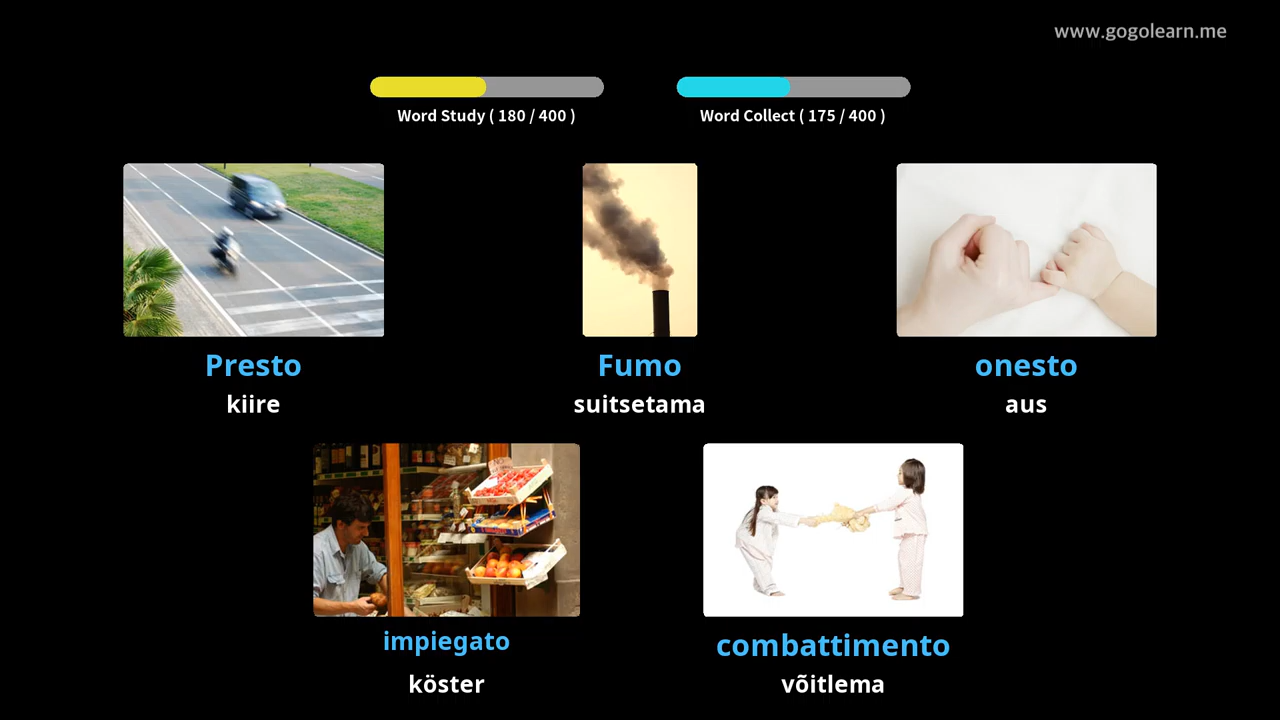 www.gogolearn.me
Word Study ( 180 / 400 )
Word Collect ( 175 / 400 )
Presto
kiire
Fumo
suitsetama
onesto
aus
impiegato
köster
combattimento
võitlema